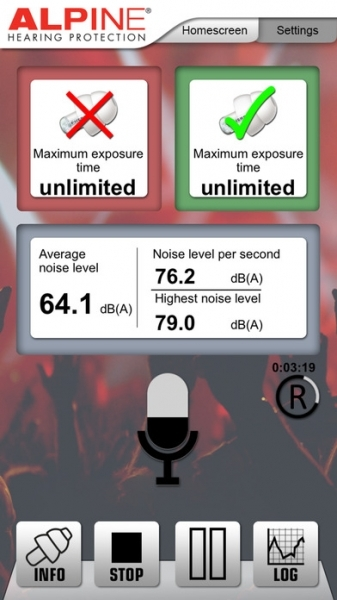 ALPINE®
HEARING PROTECTION
Homescreen
Settings
Maximum exposure
time
unlimited
Maximum exposure
time
unlimited
Average
noise level
64.1 dB(A)
Noise level per second
76.2 dB(A)
Highest noise level
79.0 dB(A)
0:03:19
R
INFO
STOP
LOG